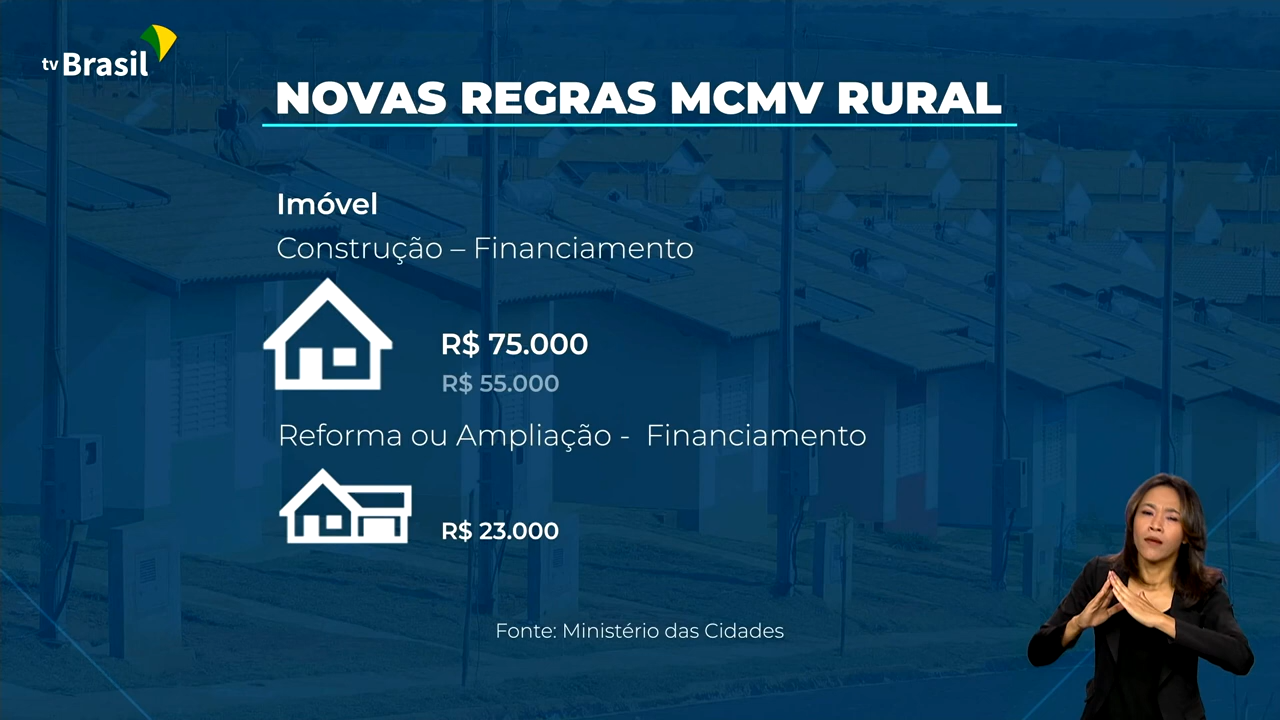 tv Brasil
NOVAS REGRAS MCMV RURAL
Imóvel
Construção – Financiamento
R$ 75.000
R$ 55.000
Reforma ou Ampliação - Financiamento
R$ 23.000
Fonte: Ministério das Cidades